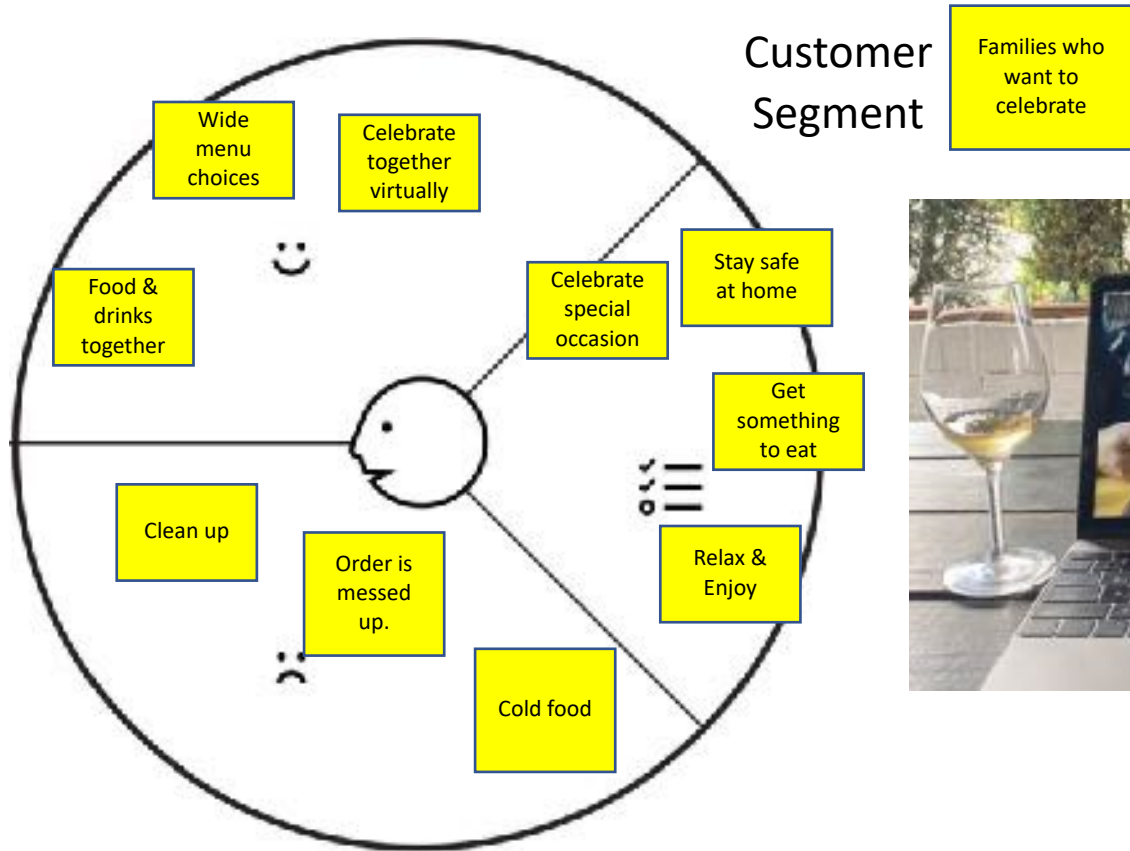 Customer
Segment
Families who
want to
celebrate
Wide
menu
choices
Celebrate
together
virtually
Food &
drinks
together
Celebrate
special
occasion
Stay safe
at home
Get
something
to eat
Relax &
Enjoy
Clean up
Order is
messed
up.
Cold food